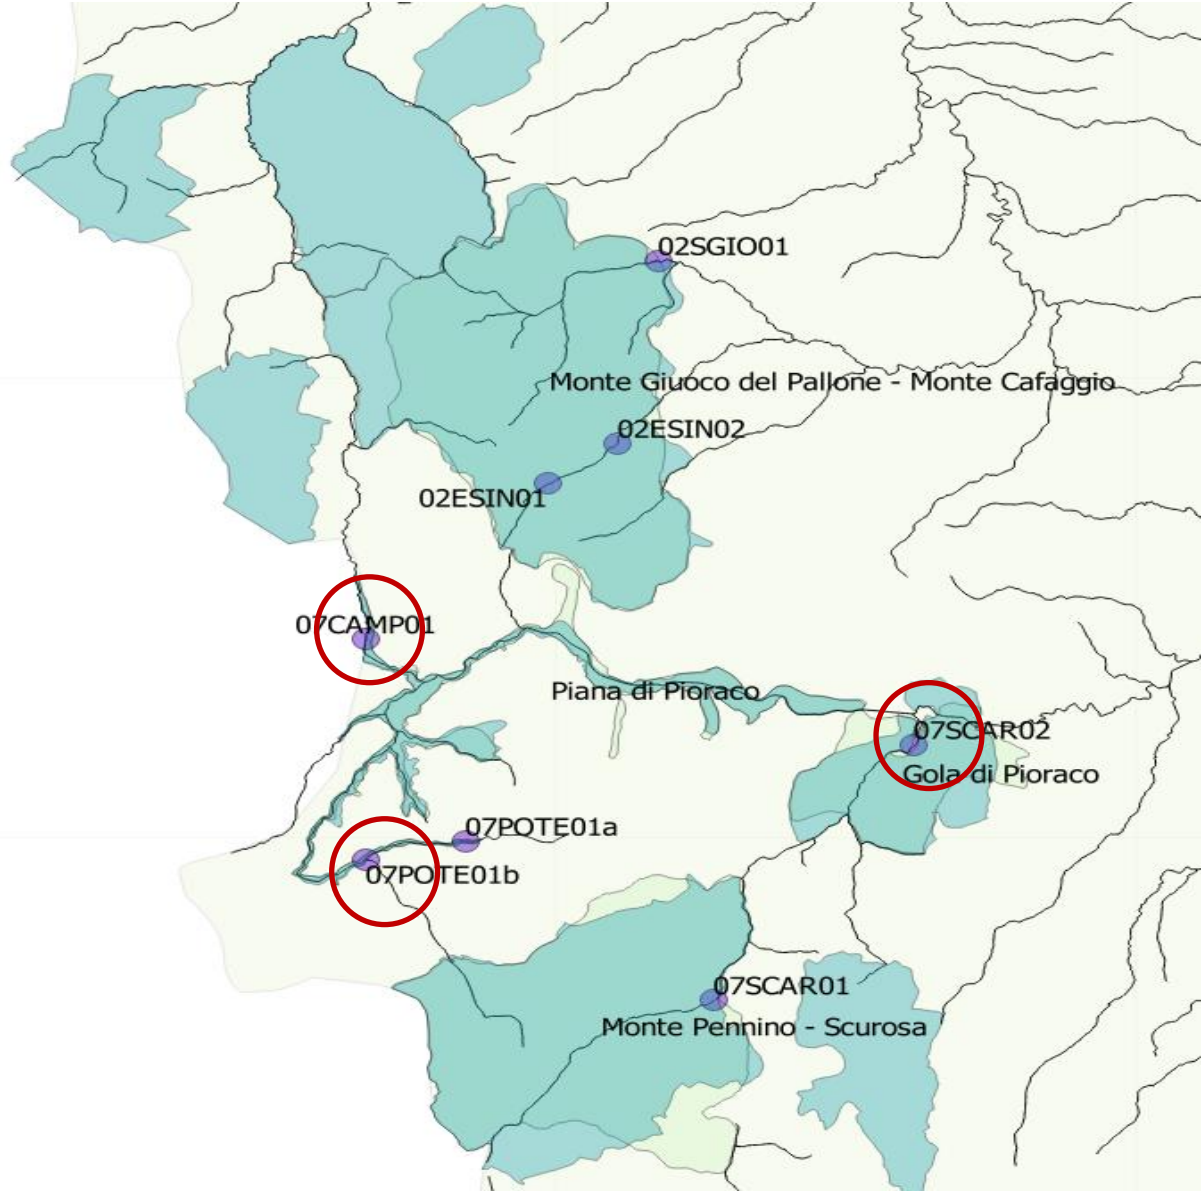 02SGIO01
Monte Giuoco del Pallone - Monte Cafaggio
02ESIN02
02ESIN01
07CAMP01
Piana di Pioraco
07SCAR02
Gola di Pioraco
07POTE01a
07POTE01b
07SCAR01
Monte Pennino - Scurosa